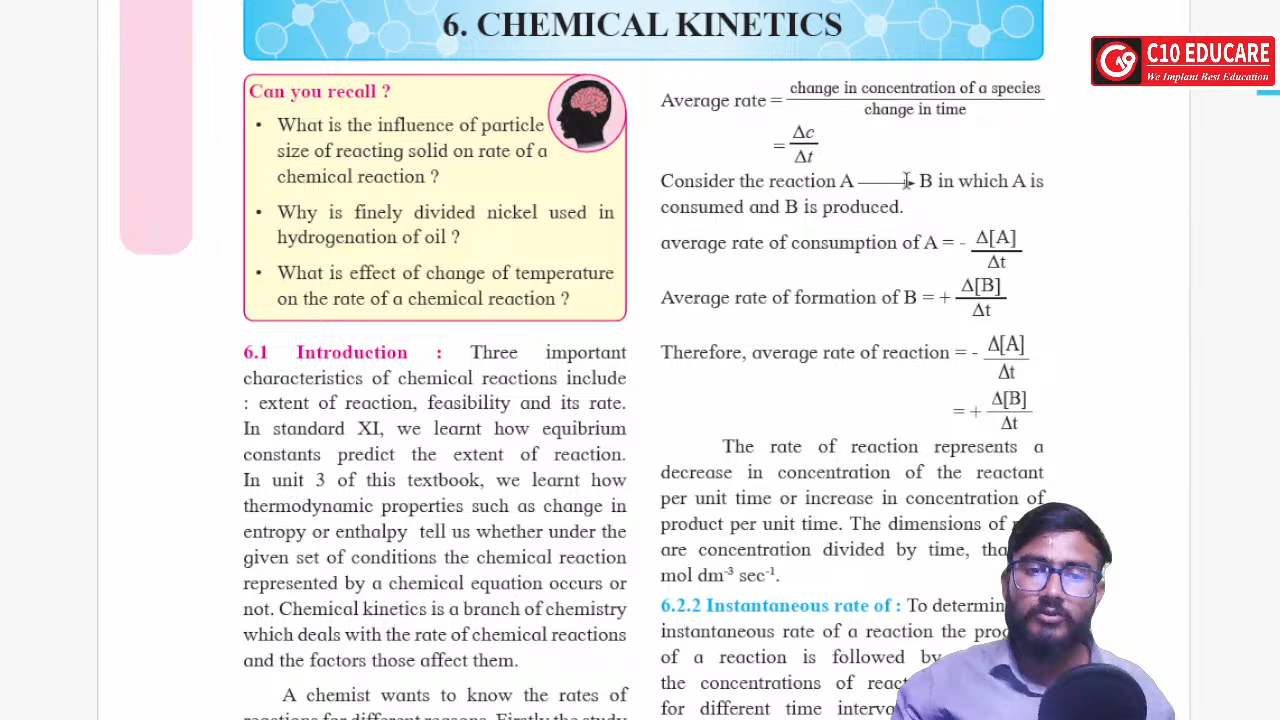 6. CHEMICAL KINETICS
C10 EDUCARE
We Implant Best Education
Can you recall ?
• What is the influence of particle
size of reacting solid on rate of a
chemical reaction ?
• Why is finely divided nickel used in
hydrogenation of oil ?
• What is effect of change of temperature
on the rate of a chemical reaction ?
6.1 Introduction : Three important
characteristics of chemical reactions include
: extent of reaction, feasibility and its rate.
In standard XI, we learnt how equibrium
constants predict the extent of reaction.
In unit 3 of this textbook, we learnt how
thermodynamic properties such as change in
entropy or enthalpy tell us whether under the
given set of conditions the chemical reaction
represented by a chemical equation occurs or
not. Chemical kinetics is a branch of chemistry
which deals with the rate of chemical reactions
and the factors those affect them.
A chemist wants to know the rates of
reactions for different reasons. Firstly the study
Average rate = change in concentration of a species
change in time
= Δc
Δt
Consider the reaction A ⟶ B in which A is
consumed and B is produced.
average rate of consumption of A = - Δ[A]
Δt
Average rate of formation of B = + Δ[B]
Δt
Therefore, average rate of reaction = - Δ[A]
Δt
= + Δ[B]
Δt
The rate of reaction represents a
decrease in concentration of the reactant
per unit time or increase in concentration of
product per unit time. The dimensions of
are concentration divided by time,
mol dm⁻³ sec⁻¹.
6.2.2 Instantaneous rate of : To
instantaneous rate of a reaction the
of a reaction is followed by
the concentrations of
for different time